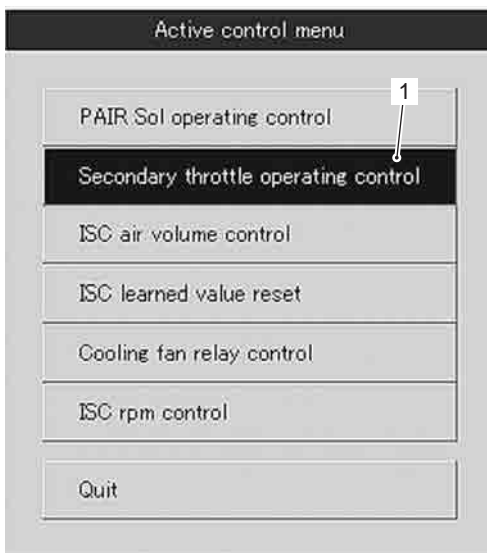 Active control menu
1
PAIR Sol operating control
Secondary throttle operating control
ISC air volume control
ISC learned value reset
Cooling fan relay control
ISC rpm control
Quit